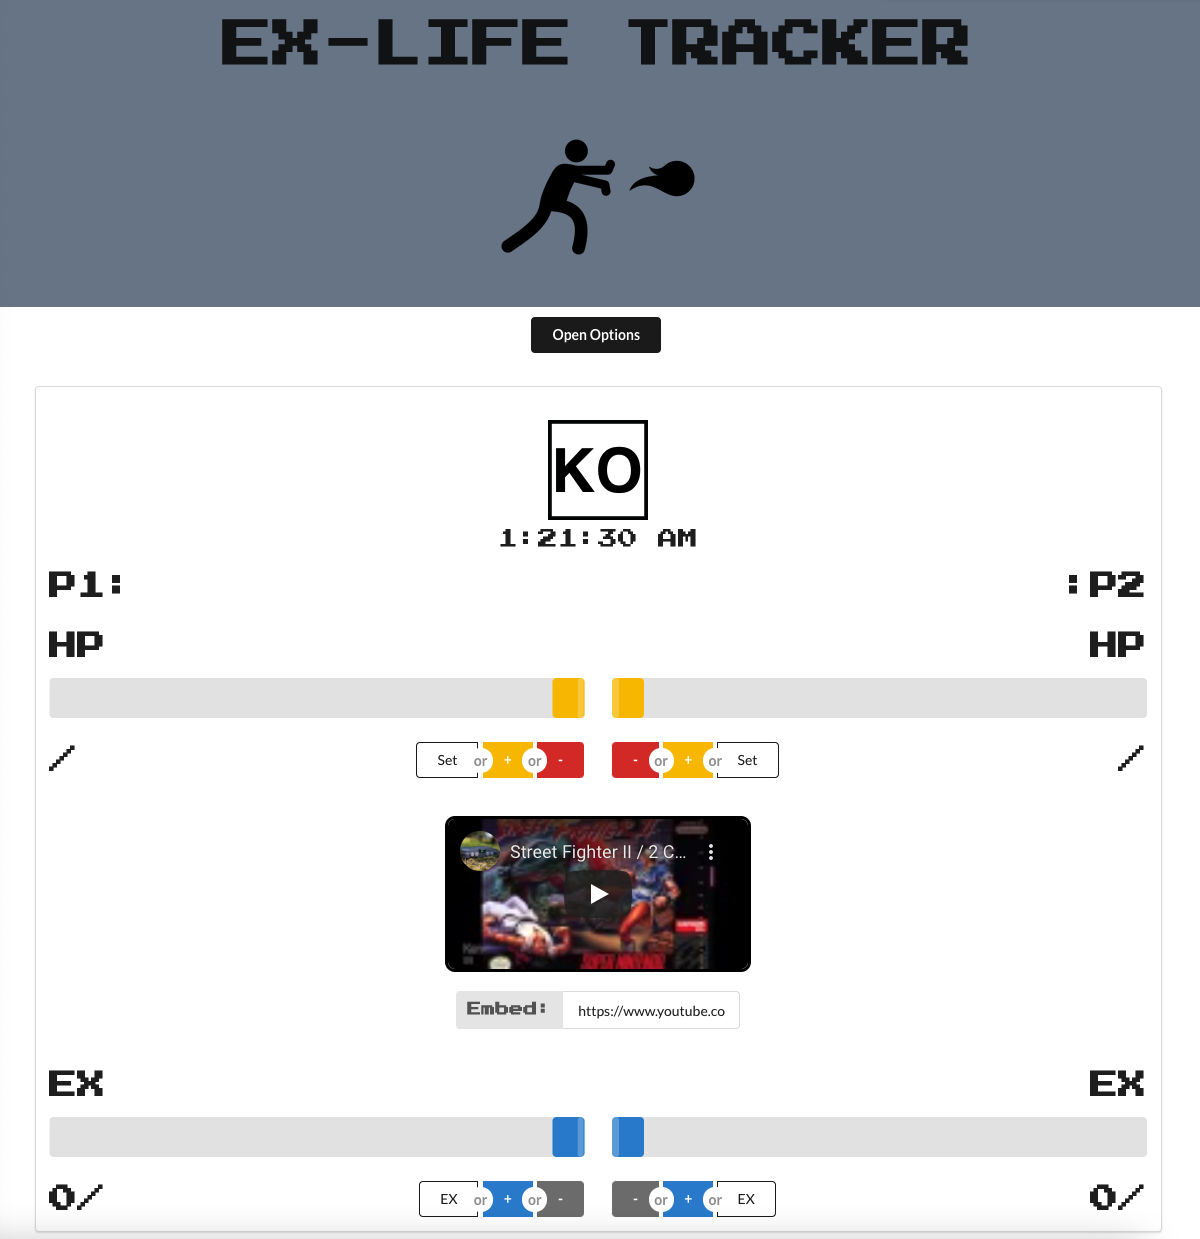 EX-LIFE TRACKER
Open Options
KO
1:21:30 AM
P1: :P2
HP HP
/ Set or + or - - or + or Set /
Street Fighter II / 2 C...
SUPER NINTENDO
Embed: https://www.youtube.co
EX EX
0/ EX or + or - - or + or EX 0/